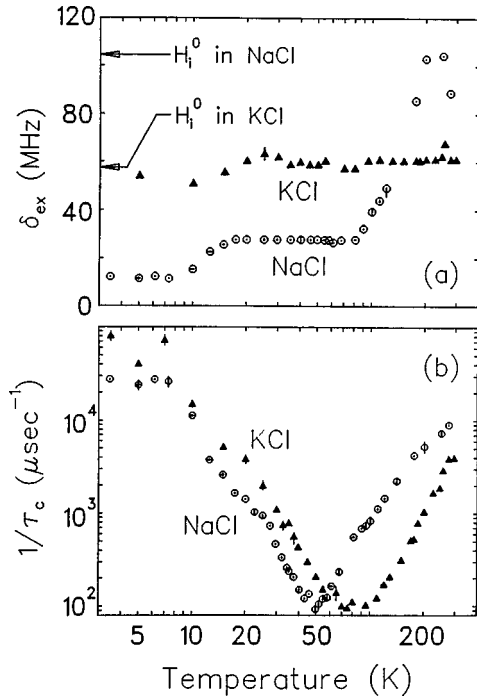 120
H_i^0 in NaCl
80
H_i^0 in KCl
δ_ex (MHz)
KCl
40
NaCl
(a)
0
(b)
10^4
KCl
1/τ_c (μsec^-1)
NaCl
10^3
10^2
5 10 20 50 200
Temperature (K)